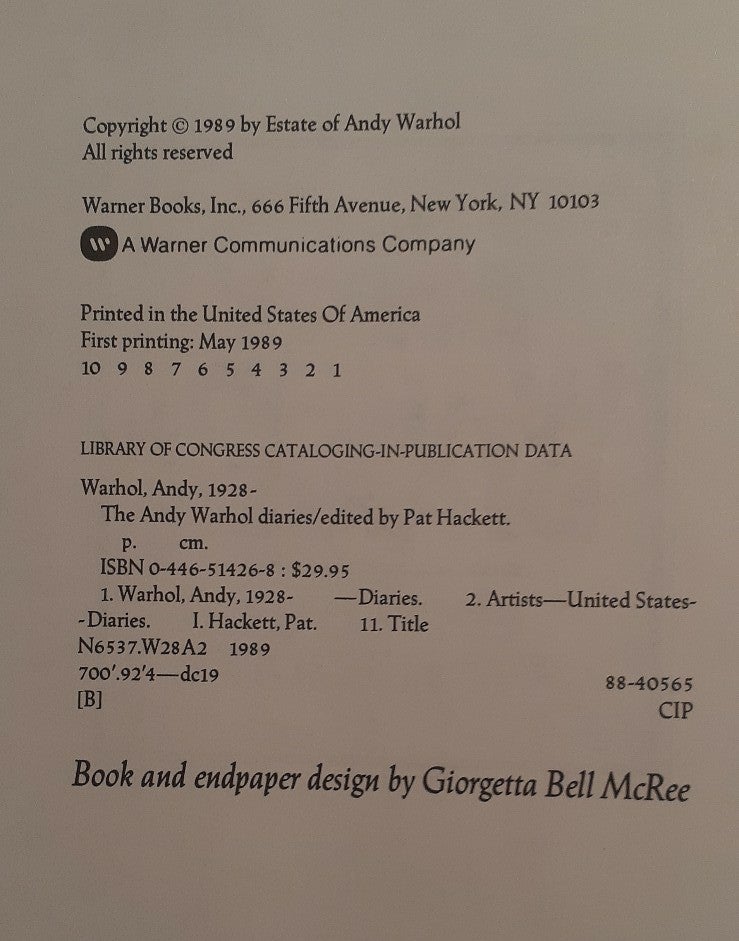 Copyright © 1989 by Estate of Andy Warhol
All rights reserved
Warner Books, Inc., 666 Fifth Avenue, New York, NY 10103
W A Warner Communications Company
Printed in the United States Of America
First printing: May 1989
10 9 8 7 6 5 4 3 2 1
LIBRARY OF CONGRESS CATALOGING-IN-PUBLICATION DATA
Warhol, Andy, 1928-
The Andy Warhol diaries/edited by Pat Hackett.
p. cm.
ISBN 0-446-51426-8 : $29.95
1. Warhol, Andy, 1928- —Diaries. 2. Artists—United States-
-Diaries. I. Hackett, Pat. 11. Title
N6537.W28A2 1989
700'.92'4—dc19
88-40565
[B]
CIP
Book and endpaper design by Giorgetta Bell McRee